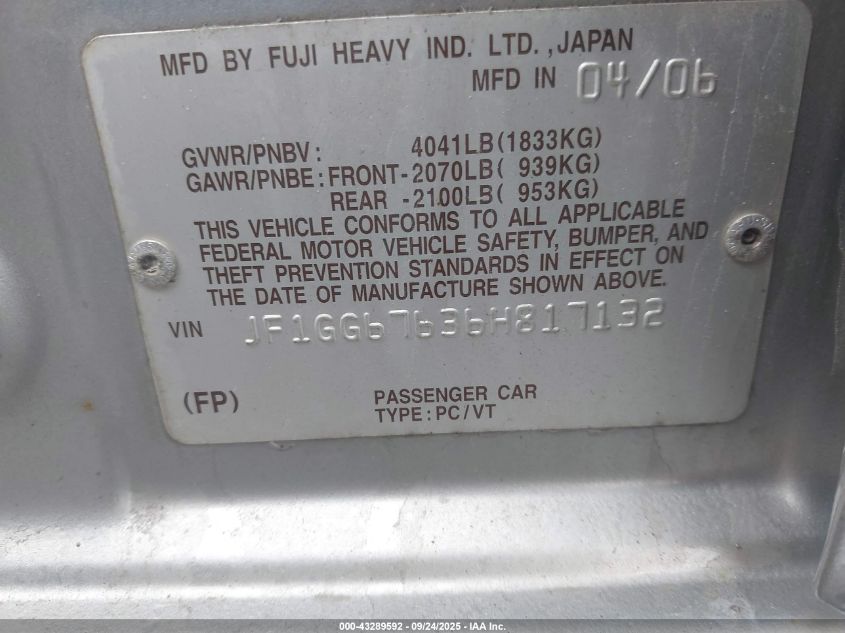 MFD BY FUJI HEAVY IND. LTD., JAPAN
MFD IN 04/06
GVWR/PNBV: 4041LB(1833KG)
GAWR/PNBE: FRONT-2070LB( 939KG)
REAR -2100LB( 953KG)
THIS VEHICLE CONFORMS TO ALL APPLICABLE
FEDERAL MOTOR VEHICLE SAFETY, BUMPER, AND
THEFT PREVENTION STANDARDS IN EFFECT ON
THE DATE OF MANUFACTURE SHOWN ABOVE.
VIN JF1GG67636H817132
(FP) PASSENGER CAR
TYPE: PC/VT
000-43289592 - 09/24/2025 - IAA Inc.